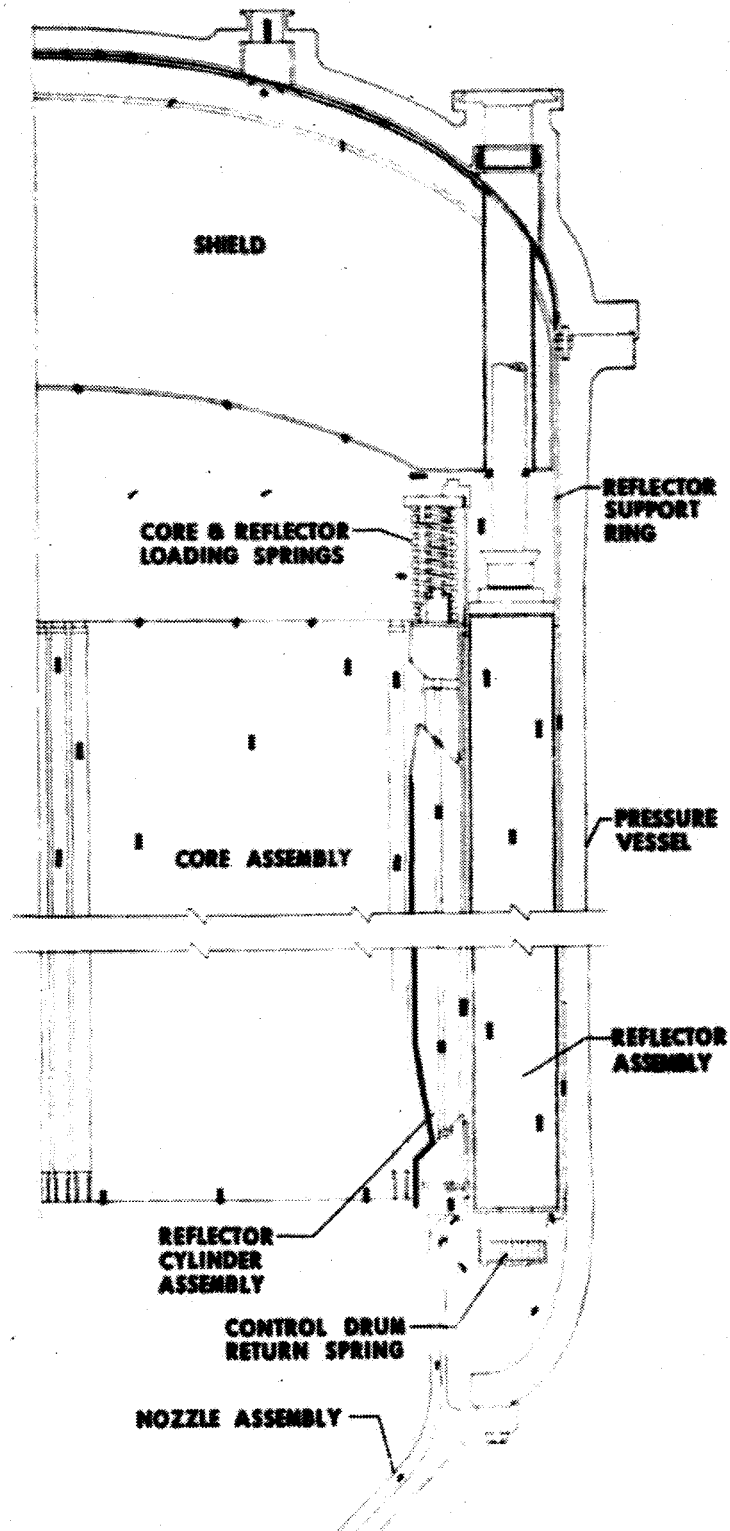 SHIELD
REFLECTOR
SUPPORT
RING
CORE & REFLECTOR
LOADING SPRINGS
PRESSURE
VESSEL
CORE ASSEMBLY
REFLECTOR
ASSEMBLY
REFLECTOR
CYLINDER
ASSEMBLY
CONTROL DRUM
RETURN SPRING
NOZZLE ASSEMBLY